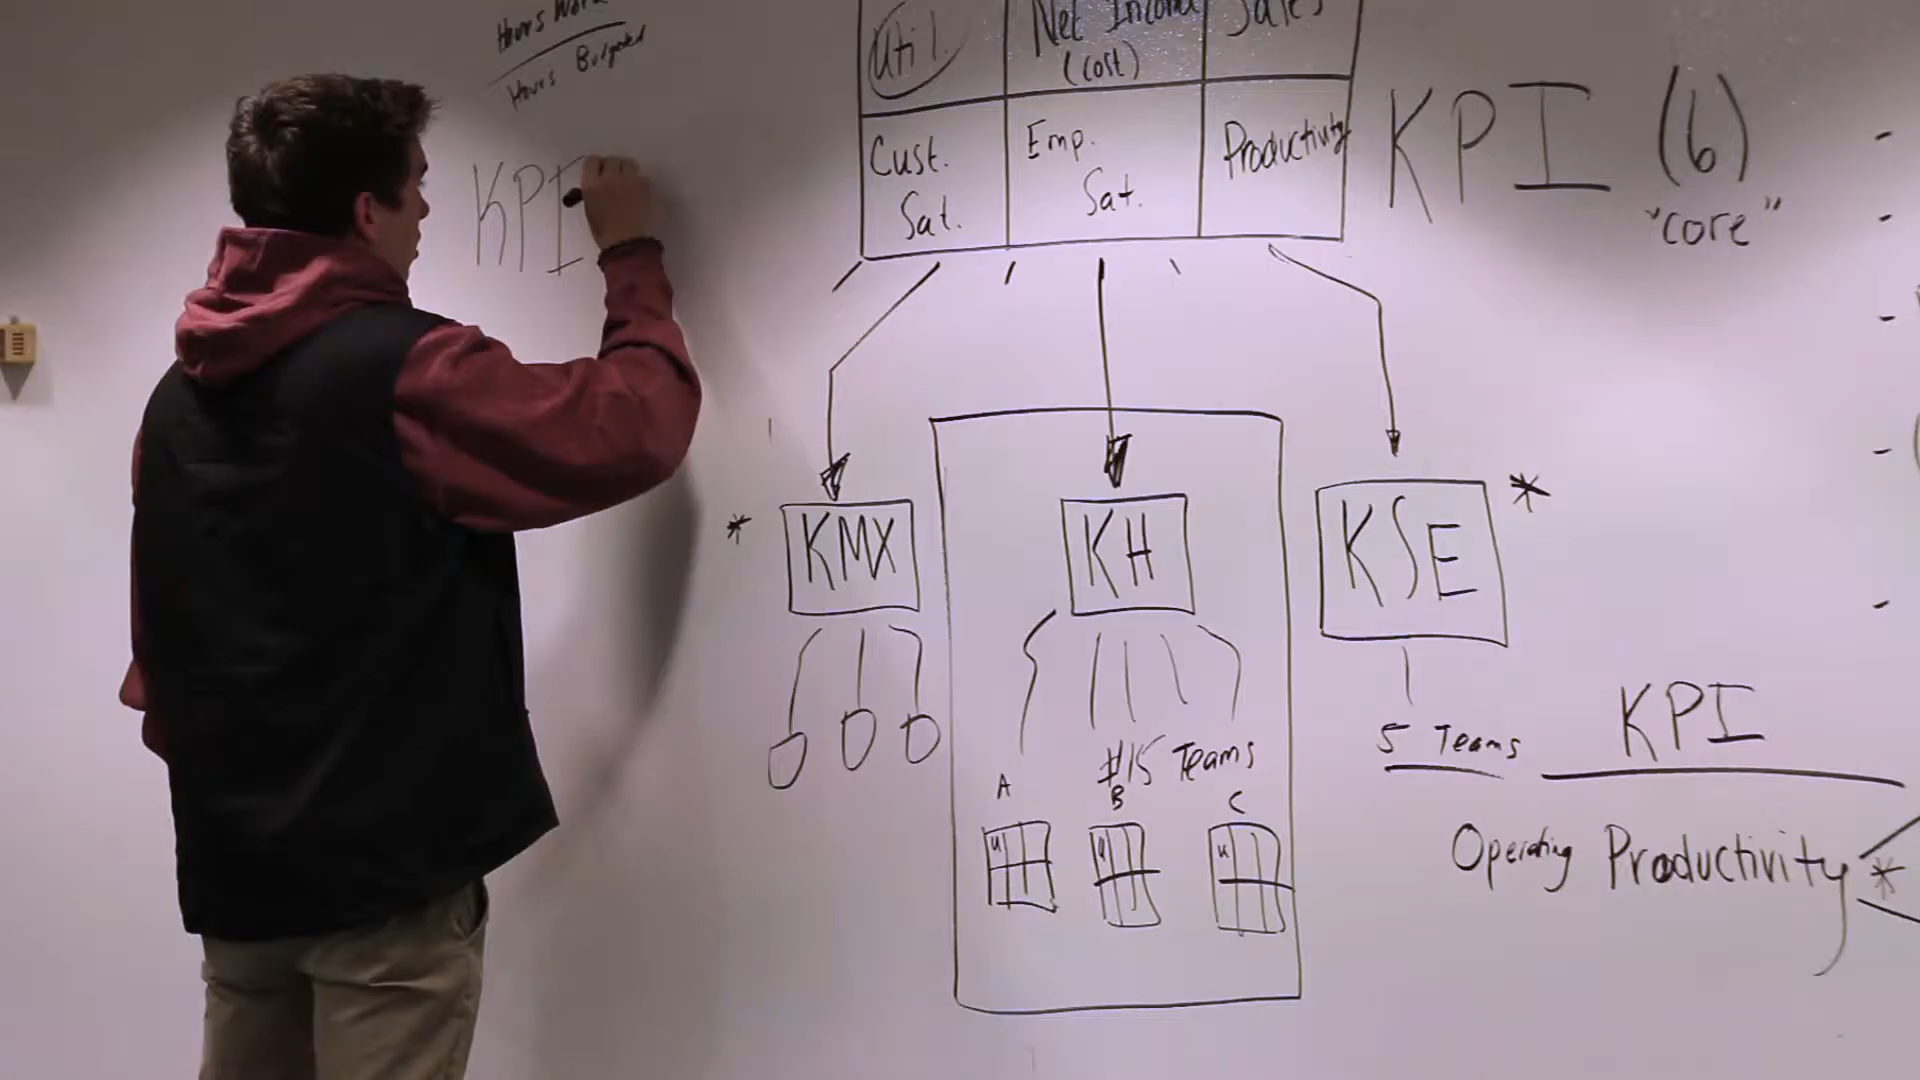 Hours
Hours Budgeted
KPI
Util.
Net Income
(cost)
Sales
Cust.
Sat.
Emp.
Sat.
Productivity
KPI (6)
"core"
KMX
KH
KSE
#15 Teams
A
B
C
u
u
u
5 Teams
KPI
Operating Productivity